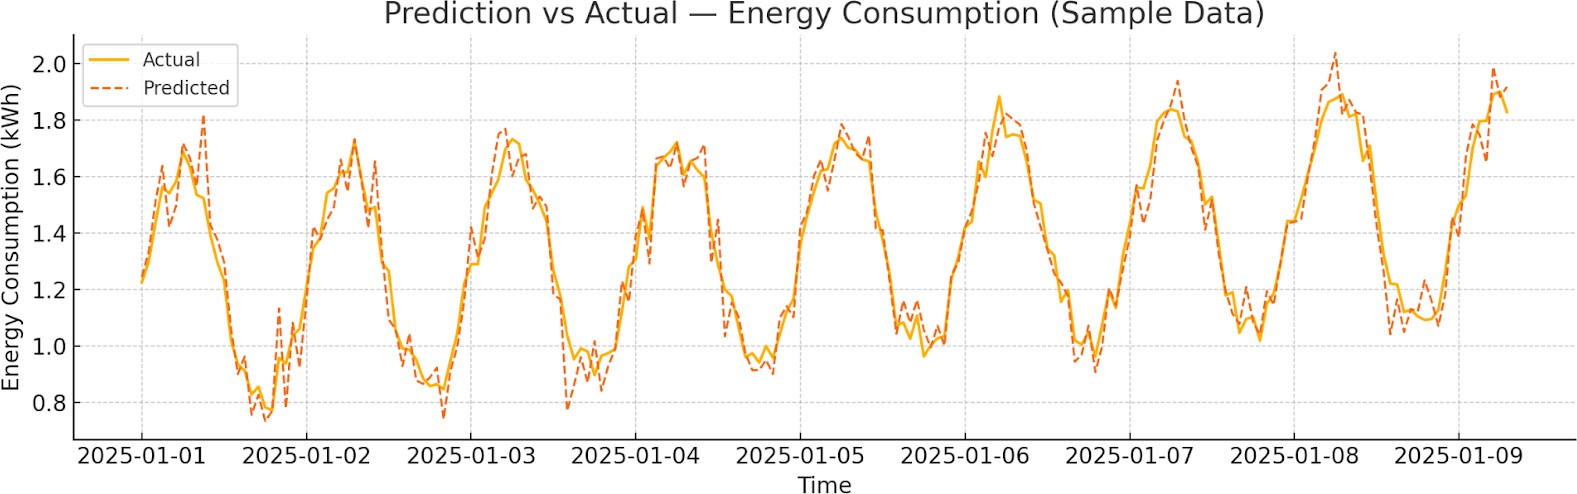 Prediction vs Actual — Energy Consumption (Sample Data)
Actual
Predicted
Energy Consumption (kWh)
2.0
1.8
1.6
1.4
1.2
1.0
0.8
2025-01-01 2025-01-02 2025-01-03 2025-01-04 2025-01-05 2025-01-06 2025-01-07 2025-01-08 2025-01-09
Time